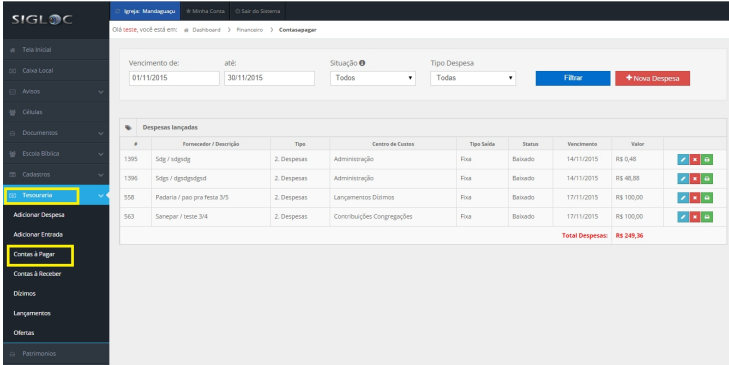 SIGLOC
Igreja: Mandaguaçu
Minha Conta
Sair do Sistema
Olá teste, você está em: Dashboard > Financeiro > Contasapagar
Tela Inicial
Caixa Local
Avisos
Células
Documentos
Escola Bíblica
Cadastros
Tesouraria
Adicionar Despesa
Adicionar Entrada
Contas à Pagar
Contas à Receber
Dízimos
Lançamentos
Ofertas
Patrimonios
Vencimento de: até: Situação Tipo Despesa
01/11/2015 30/11/2015 Todos Todas Filtrar Nova Despesa
Despesas lançadas
# Fornecedor / Descrição Tipo Centro de Custos Tipo Saída Status Vencimento Valor
1395 Sdg / sdgsdg 2. Despesas Administração Fixa Baixado 14/11/2015 R$ 0,48
1396 Sdgs / dgsdgsdgsd 2. Despesas Administração Fixa Baixado 14/11/2015 R$ 48,88
558 Padaria / pao pra festa 3/5 2. Despesas Lançamentos Dízimos Fixa Baixado 17/11/2015 R$ 100,00
563 Sanepar / teste 3/4 2. Despesas Contribuições Congregações Fixa Baixado 17/11/2015 R$ 100,00
Total Despesas: R$ 249,36